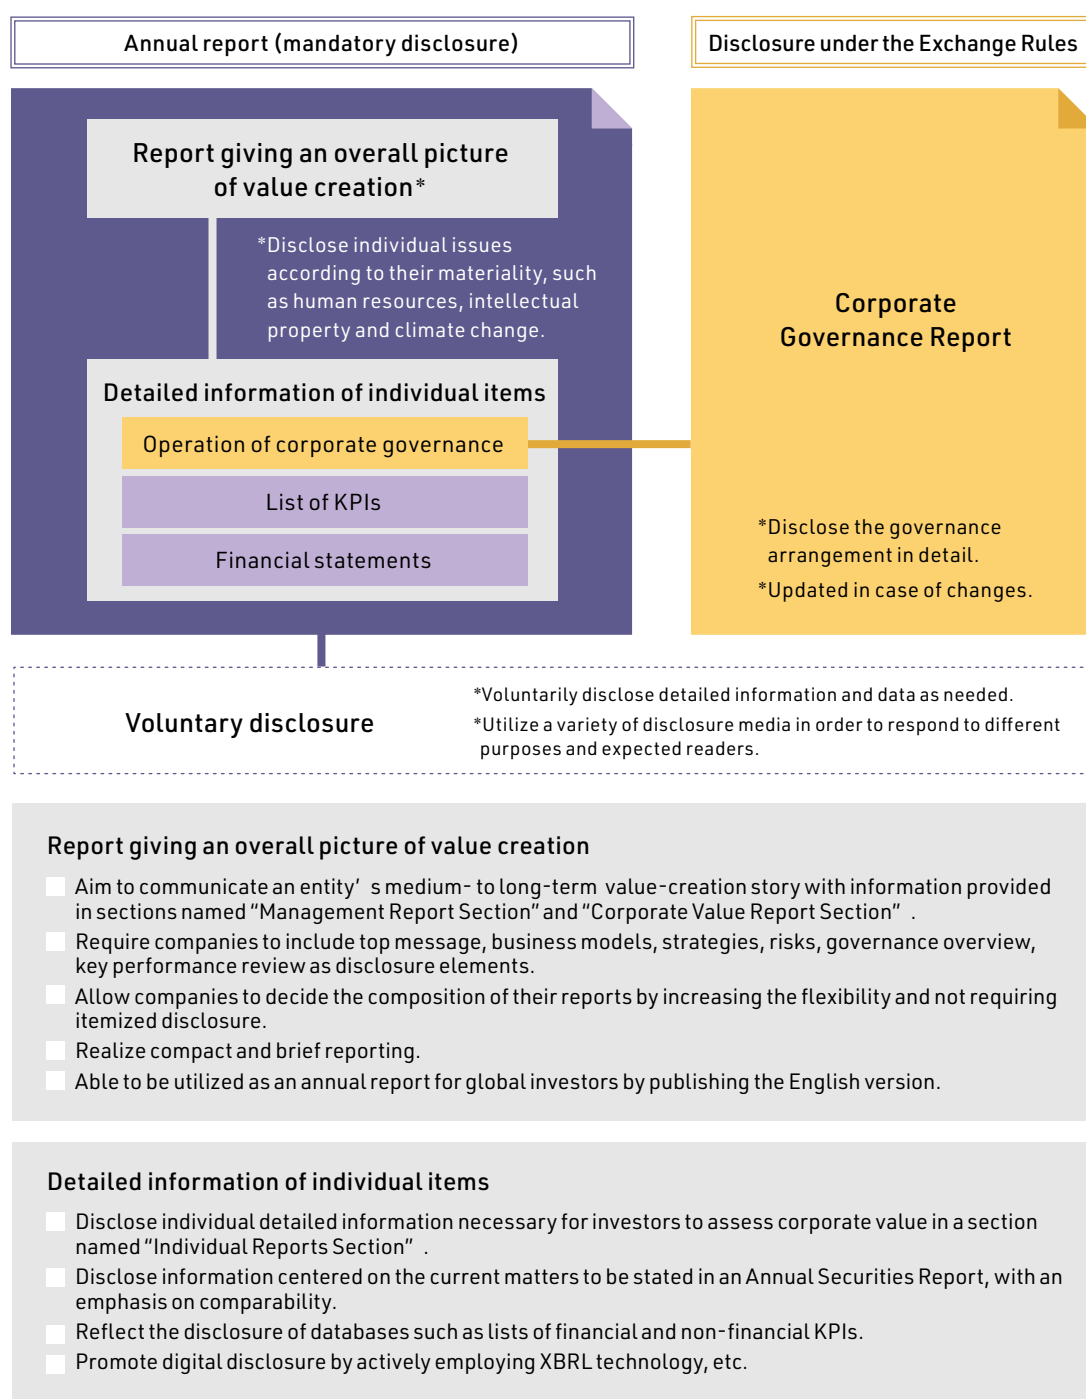 Annual report (mandatory disclosure)
Disclosure under the Exchange Rules
Report giving an overall picture
of value creation*
*Disclose individual issues
according to their materiality, such
as human resources, intellectual
property and climate change.
Detailed information of individual items
Operation of corporate governance
List of KPIs
Financial statements
Corporate
Governance Report
*Disclose the governance
arrangement in detail.
*Updated in case of changes.
Voluntary disclosure
*Voluntarily disclose detailed information and data as needed.
*Utilize a variety of disclosure media in order to respond to different
purposes and expected readers.
Report giving an overall picture of value creation
Aim to communicate an entity’ s medium- to long-term value-creation story with information provided
in sections named “Management Report Section” and “Corporate Value Report Section” .
Require companies to include top message, business models, strategies, risks, governance overview,
key performance review as disclosure elements.
Allow companies to decide the composition of their reports by increasing the flexibility and not requiring
itemized disclosure.
Realize compact and brief reporting.
Able to be utilized as an annual report for global investors by publishing the English version.
Detailed information of individual items
Disclose individual detailed information necessary for investors to assess corporate value in a section
named “Individual Reports Section” .
Disclose information centered on the current matters to be stated in an Annual Securities Report, with an
emphasis on comparability.
Reflect the disclosure of databases such as lists of financial and non-financial KPIs.
Promote digital disclosure by actively employing XBRL technology, etc.